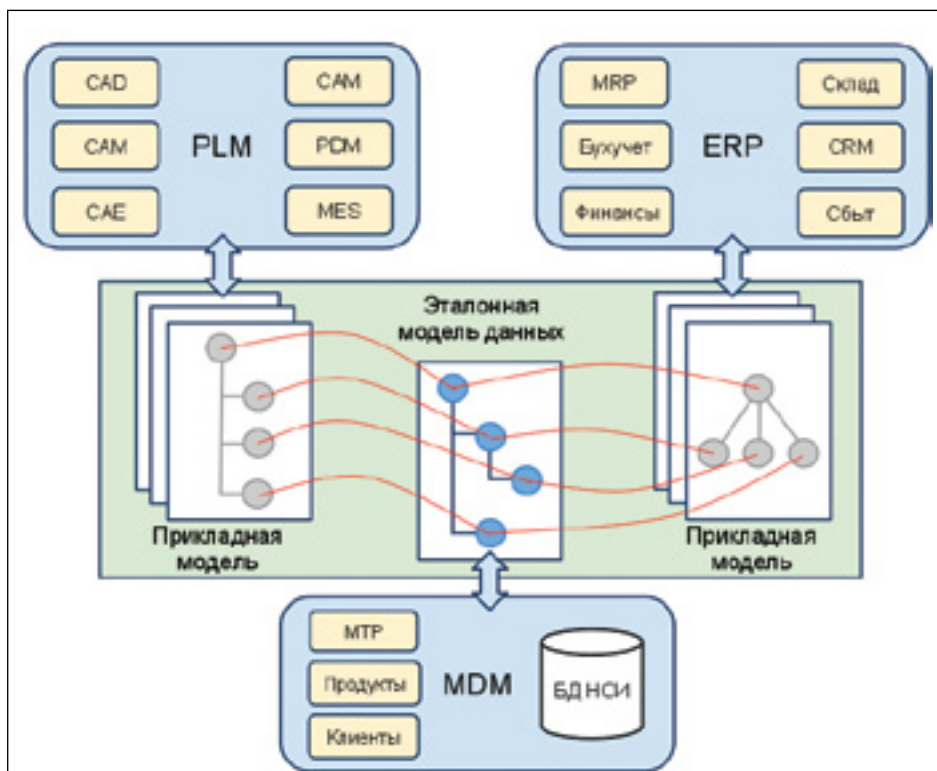 CAD
CAM
CAM
PLM
PDM
CAE
MES
MRP
Склад
Бухучет
ERP
CRM
Финансы
Сбыт
Эталонная
модель данных
Прикладная
модель
Прикладная
модель
МТР
Продукты
MDM
БД НСИ
Клиенты